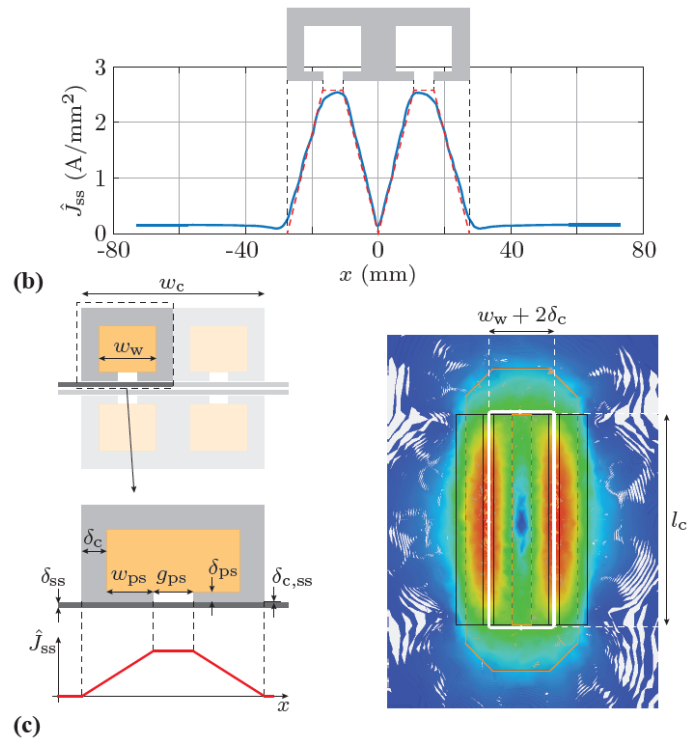 3
2
1
0
Ĵss (A/mm²)
-80
-40
0
40
80
x (mm)
(b)
wc
ww
ww + 2δc
lc
δc
δss
wps
gps
δps
δc,ss
Ĵss
x
(c)